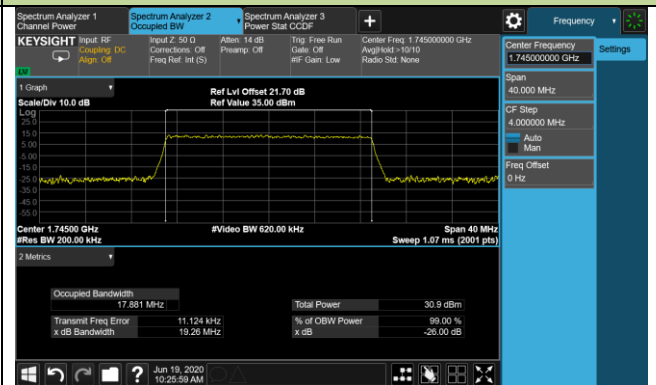 Spectrum Analyzer 1
Channel Power
Spectrum Analyzer 2
Occupied BW
Spectrum Analyzer 3
Power Stat CCDF
Frequency
KEYSIGHT
Input: RF
Coupling: DC
Align: Off
Input Z: 50 Ω
Corrections: Off
Freq Ref: Int (S)
Atten: 14 dB
Preamp: Off
Trig: Free Run
Gate: Off
#IF Gain: Low
Center Freq: 1.745000000 GHz
Avg|Hold:>10/10
Radio Std: None
Center Frequency
1.745000000 GHz
Settings
Span
40.000 MHz
CF Step
4.000000 MHz
Auto
Man
Freq Offset
0 Hz
1 Graph
Scale/Div 10.0 dB
Ref Lvl Offset 21.70 dB
Ref Value 35.00 dBm
Log
25.0
15.0
5.00
-5.00
-15.0
-25.0
-35.0
-45.0
-55.0
Center 1.74500 GHz
#Video BW 620.00 kHz
Span 40 MHz
#Res BW 200.00 kHz
Sweep 1.07 ms (2001 pts)
2 Metrics
Occupied Bandwidth
17.881 MHz
Total Power
30.9 dBm
Transmit Freq Error
11.124 kHz
% of OBW Power
99.00 %
x dB Bandwidth
19.26 MHz
x dB
-26.00 dB
Jun 19, 2020
10:25:59 AM